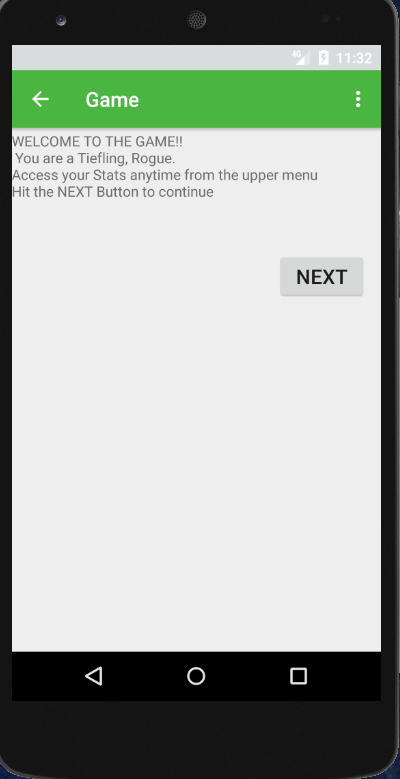 4G 11:32
Game
WELCOME TO THE GAME!!
You are a Tiefling, Rogue.
Access your Stats anytime from the upper menu
Hit the NEXT Button to continue
NEXT